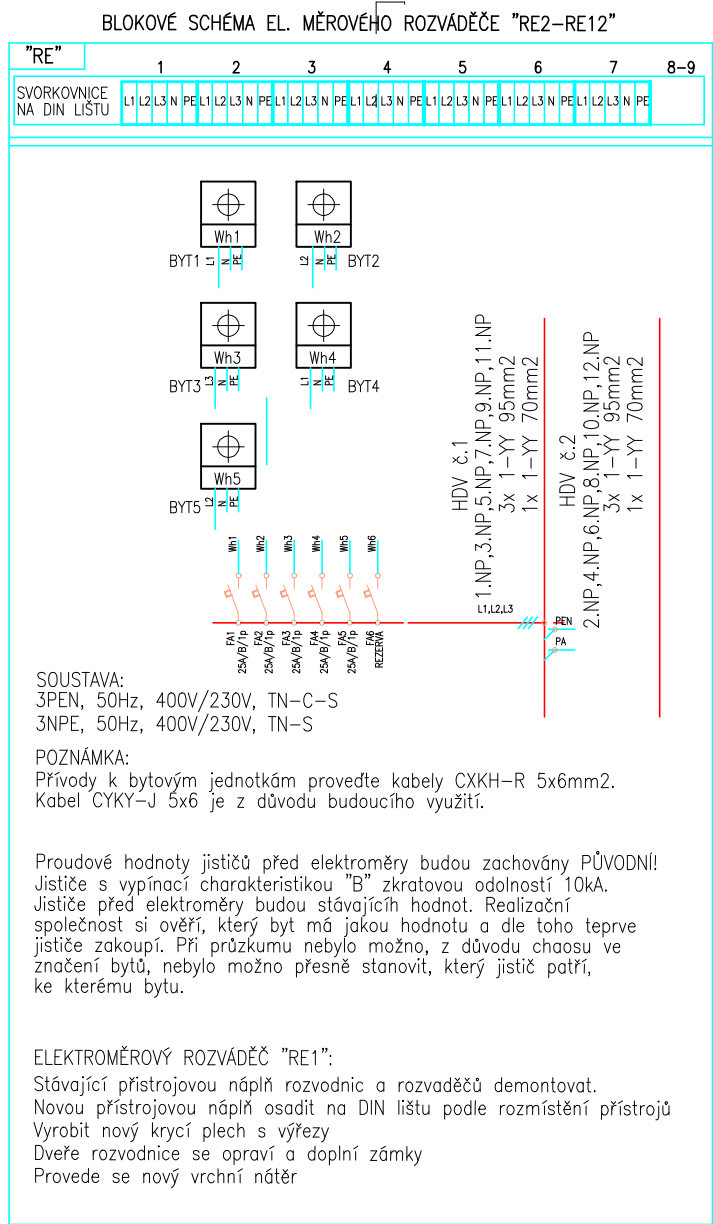 BLOKOVÉ SCHÉMA EL. MĚROVÉHO ROZVÁDĚČE "RE2-RE12"
"RE"
1 2 3 4 5 6 7 8-9
SVORKOVNICE
NA DIN LIŠTU
L1 L2 L3 N PE L1 L2 L3 N PE L1 L2 L3 N PE L1 L2 L3 N PE L1 L2 L3 N PE L1 L2 L3 N PE L1 L2 L3 N PE
Wh1
BYT1 L1 N PE
Wh2
L2 N PE BYT2
Wh3
BYT3 L3 N PE
Wh4
L1 N PE BYT4
Wh5
BYT5 L2 N PE
HDV č.1
1.NP,3.NP,5.NP,7.NP,9.NP,11.NP
3x 1-YY 95mm2
1x 1-YY 70mm2
HDV č.2
2.NP,4.NP,6.NP,8.NP,10.NP,12.NP
3x 1-YY 95mm2
1x 1-YY 70mm2
Wh1 Wh2 Wh3 Wh4 Wh5 Wh6
L1,L2,L3
PEN
PA
FA1
25A/B/1p
FA2
25A/B/1p
FA3
25A/B/1p
FA4
25A/B/1p
FA5
25A/B/1p
FA6
REZERVA
SOUSTAVA:
3PEN, 50Hz, 400V/230V, TN-C-S
3NPE, 50Hz, 400V/230V, TN-S
POZNÁMKA:
Přívody k bytovým jednotkám proveďte kabely CXKH-R 5x6mm2.
Kabel CYKY-J 5x6 je z důvodu budoucího využití.
Proudové hodnoty jističů před elektroměry budou zachovány PŮVODNÍ!
Jističe s vypínací charakteristikou "B" zkratovou odolností 10kA.
Jističe před elektroměry budou stávajícíh hodnot. Realizační
společnost si ověří, který byt má jakou hodnotu a dle toho teprve
jističe zakoupí. Při průzkumu nebylo možno, z důvodu chaosu ve
značení bytů, nebylo možno přesně stanovit, který jistič patří,
ke kterému bytu.
ELEKTROMĚROVÝ ROZVÁDĚČ "RE1":
Stávající přistrojovou náplň rozvodnic a rozvaděčů demontovat.
Novou přístrojovou náplň osadit na DIN lištu podle rozmístění přístrojů
Vyrobit nový krycí plech s výřezy
Dveře rozvodnice se opraví a doplní zámky
Provede se nový vrchní nátěr